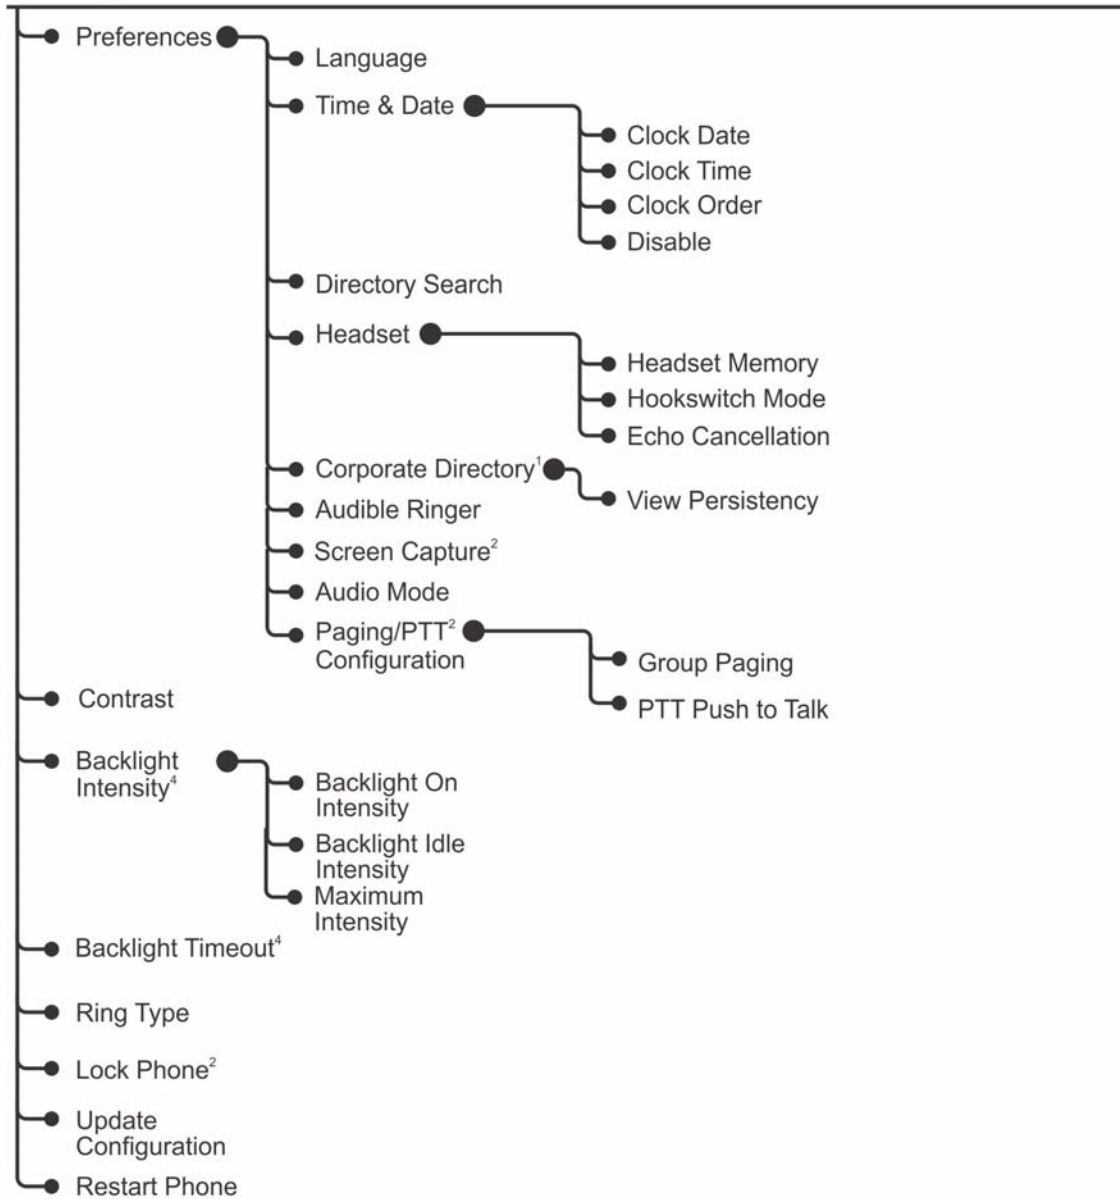 Preferences
Language
Time & Date
Clock Date
Clock Time
Clock Order
Disable
Directory Search
Headset
Headset Memory
Hookswitch Mode
Echo Cancellation
Corporate Directory¹
View Persistency
Audible Ringer
Screen Capture²
Audio Mode
Paging/PTT²
Configuration
Group Paging
PTT Push to Talk
Contrast
Backlight
Intensity⁴
Backlight On
Intensity
Backlight Idle
Intensity
Maximum
Intensity
Backlight Timeout⁴
Ring Type
Lock Phone²
Update
Configuration
Restart Phone